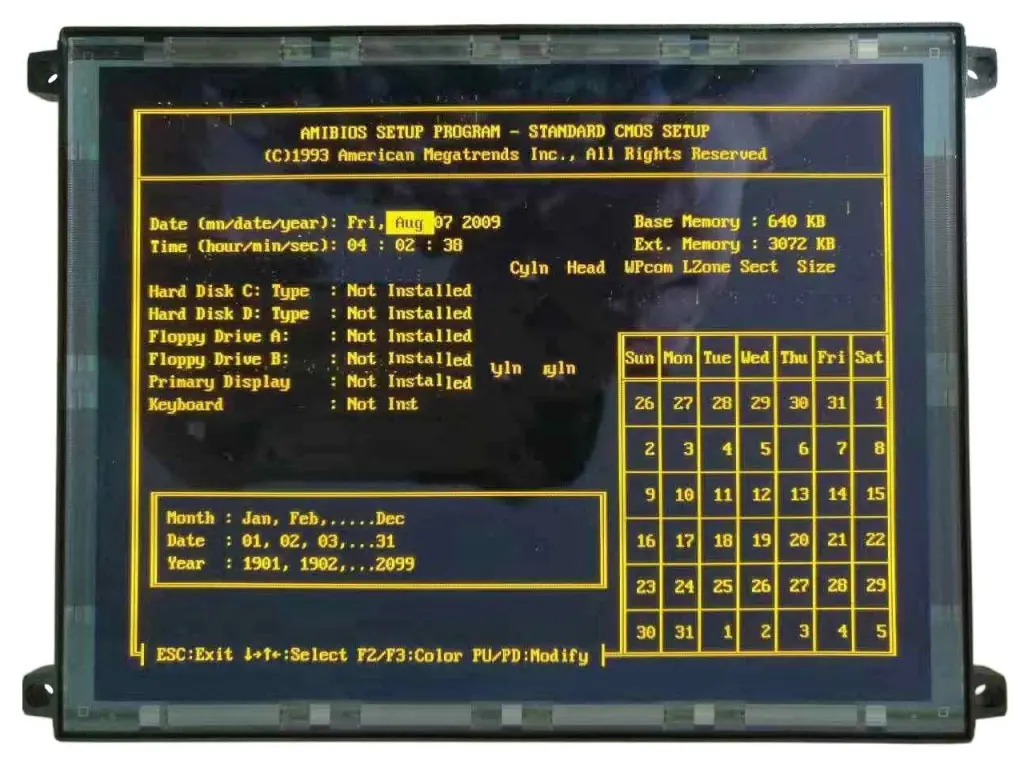 AMIBIOS SETUP PROGRAM - STANDARD CMOS SETUP
(C)1993 American Megatrends Inc., All Rights Reserved
Date (mn/date/year): Fri, Aug 07 2009
Base Memory : 640 KB
Time (hour/min/sec): 04 : 02 : 38
Ext. Memory : 3072 KB
Cyln Head WPcom LZone Sect Size
Hard Disk C: Type : Not Installed
Hard Disk D: Type : Not Installed
Floppy Drive A: : Not Installed
Floppy Drive B: : Not Installed
yln yln
Primary Display : Not Installed
Keyboard : Not Inst
Sun Mon Tue Wed Thu Fri Sat
26 27 28 29 30 31 1
2 3 4 5 6 7 8
9 10 11 12 13 14 15
16 17 18 19 20 21 22
23 24 25 26 27 28 29
30 31 1 2 3 4 5
Month : Jan, Feb,.....Dec
Date : 01, 02, 03,...31
Year : 1901, 1902,...2099
ESC:Exit ↓→↑←:Select F2/F3:Color PU/PD:Modify